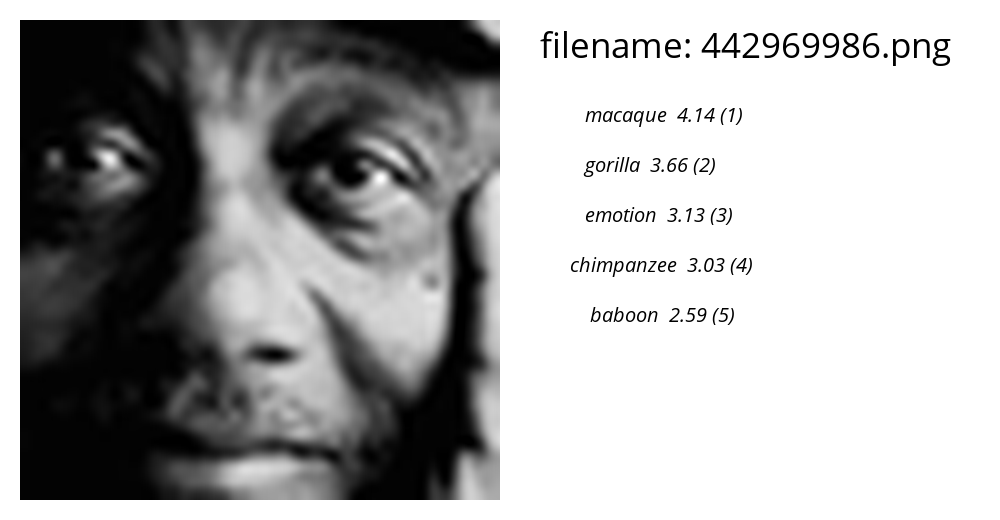 filename: 442969986.png
macaque 4.14 (1)
gorilla 3.66 (2)
emotion 3.13 (3)
chimpanzee 3.03 (4)
baboon 2.59 (5)